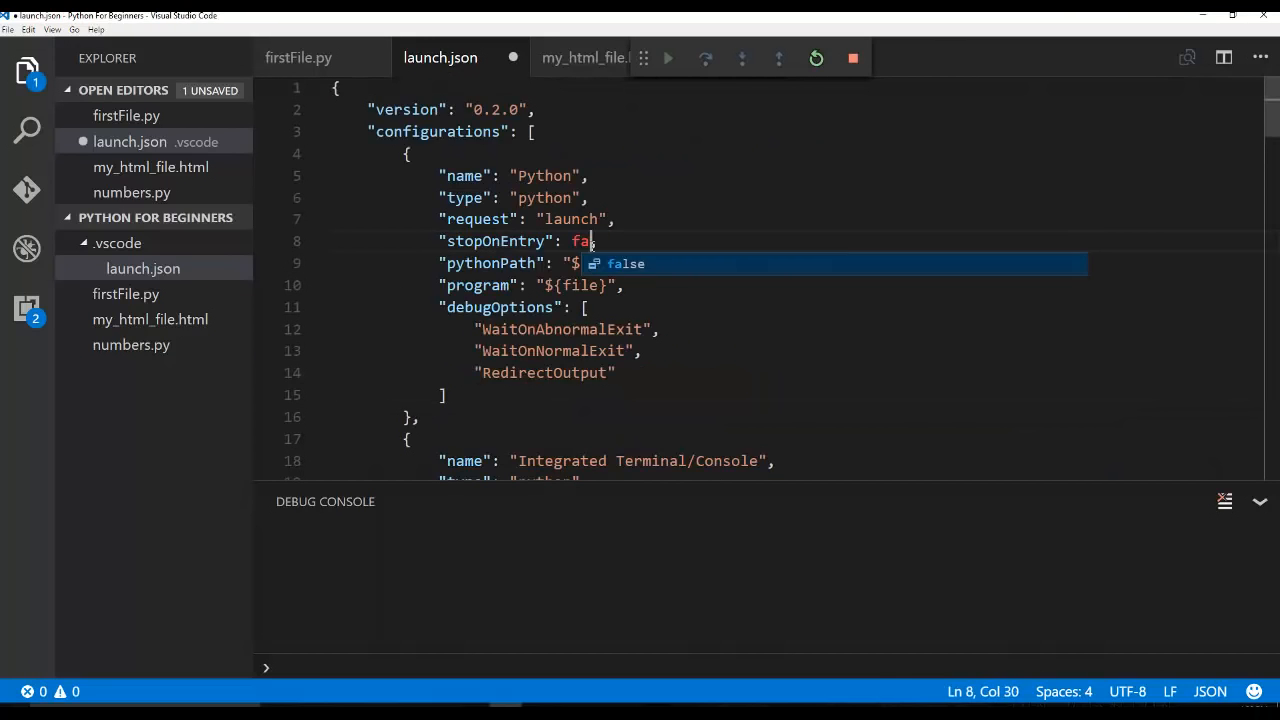 ● launch.json - Python For Beginners - Visual Studio Code
File Edit View Go Help
EXPLORER
firstFile.py launch.json my_html_file.
OPEN EDITORS 1 UNSAVED
firstFile.py
launch.json .vscode
my_html_file.html
numbers.py
PYTHON FOR BEGINNERS
.vscode
launch.json
firstFile.py
my_html_file.html
numbers.py
1
2
1 {
2 "version": "0.2.0",
3 "configurations": [
4 {
5 "name": "Python",
6 "type": "python",
7 "request": "launch",
8 "stopOnEntry": fa,
9 "pythonPath": "$
false
10 "program": "${file}",
11 "debugOptions": [
12 "WaitOnAbnormalExit",
13 "WaitOnNormalExit",
14 "RedirectOutput"
15 ]
16 },
17 {
18 "name": "Integrated Terminal/Console",
"type": "python"
DEBUG CONSOLE
0 0 Ln 8, Col 30 Spaces: 4 UTF-8 LF JSON